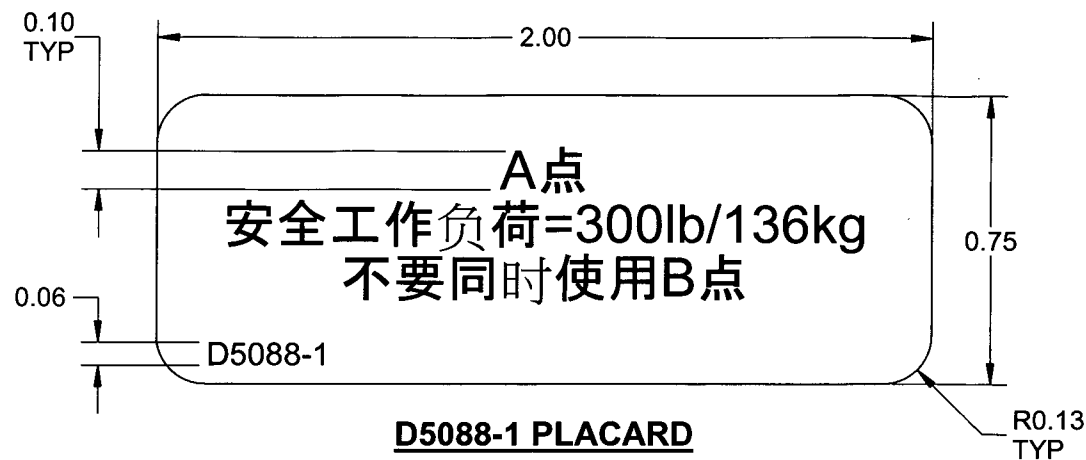 0.10
TYP
2.00
A点
安全工作负荷=300lb/136kg
不要同时使用B点
0.75
0.06
D5088-1
D5088-1 PLACARD
R0.13
TYP